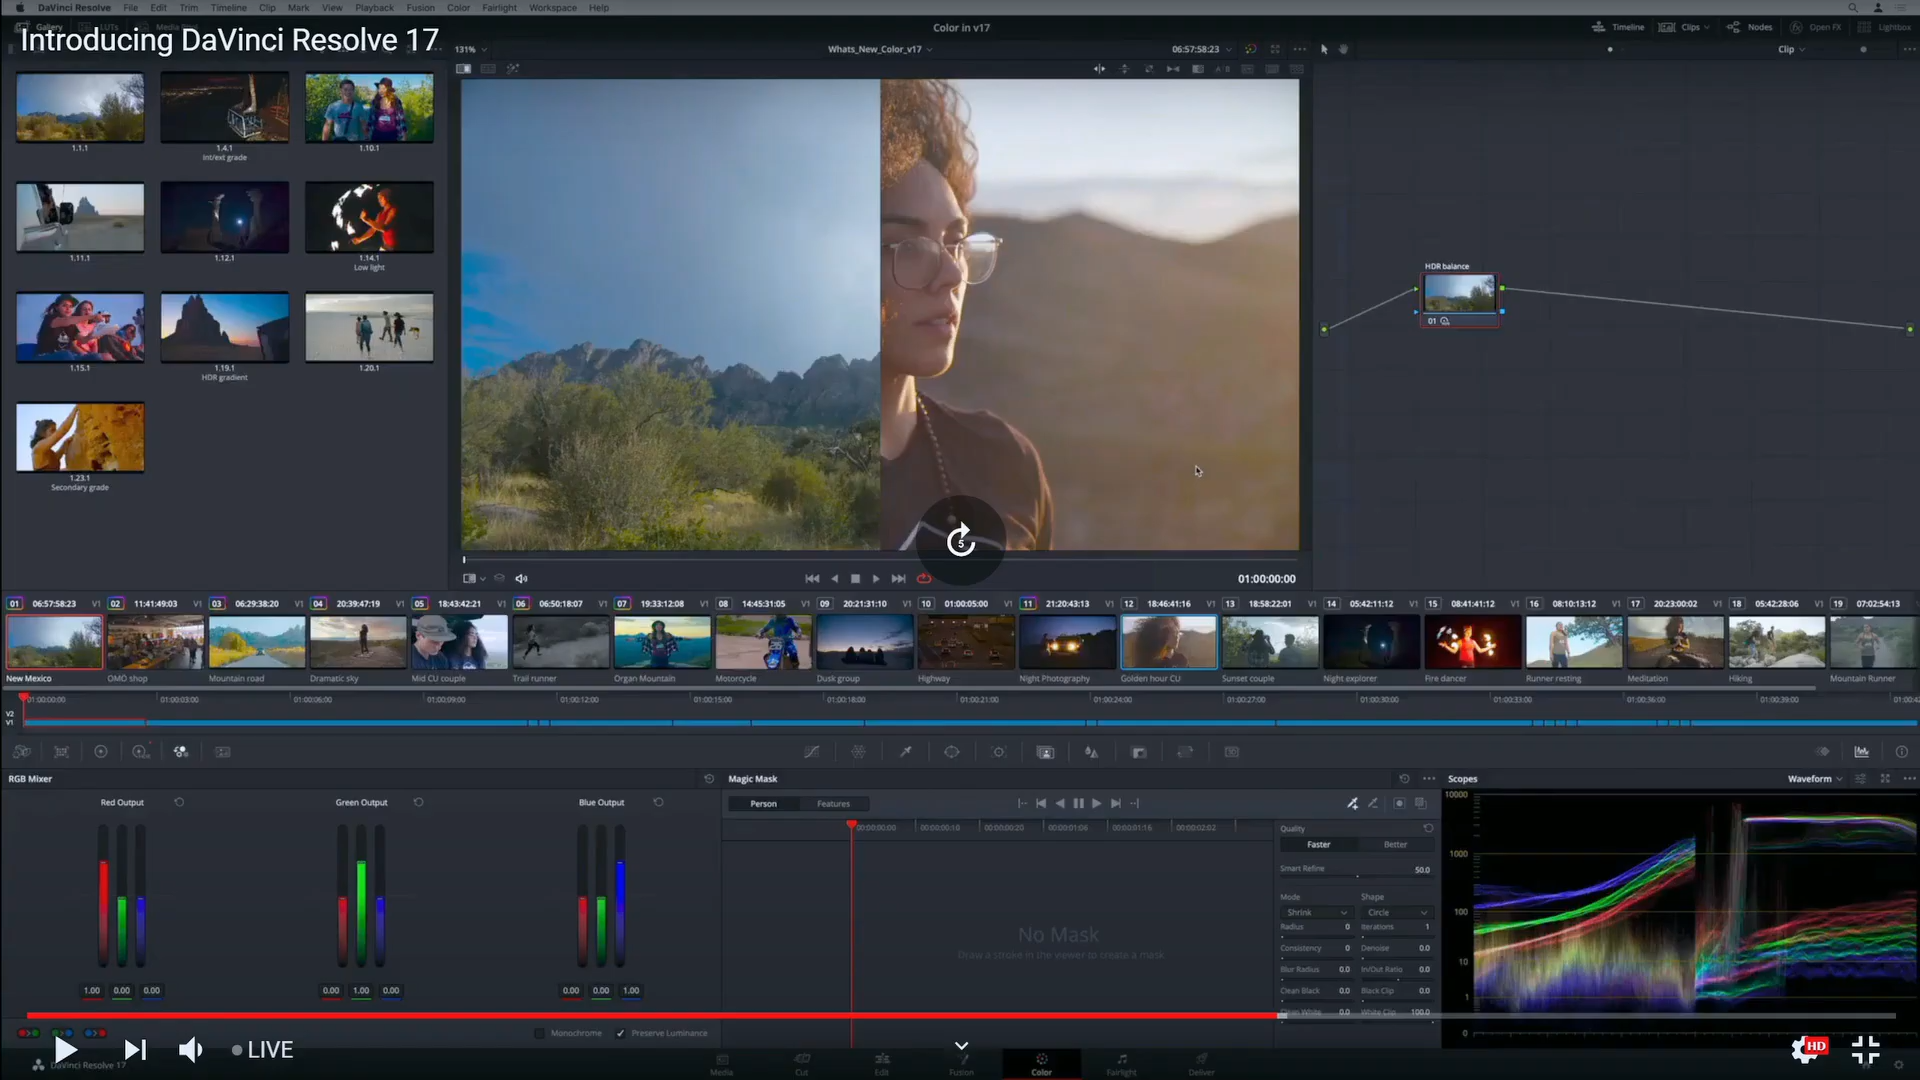 DaVinci Resolve File Edit Trim Timeline Clip Mark View Playback Fusion Color Fairlight Workspace Help
Gallery LUTs Media Pool
Color in v17
Timeline Clips Nodes Open FX Lightbox
Introducing DaVinci Resolve 17
131% Whats_New_Color_v17 06:57:58:23 Clip
1.1.1
1.4.1
Int/ext grade
1.10.1
1.11.1
1.12.1
1.14.1
Low light
1.15.1
1.19.1
HDR gradient
1.20.1
1.23.1
Secondary grade
HDR balance
01
5
01:00:00:00
01 06:57:58:23 V1 02 11:41:49:03 V1 03 06:29:38:20 V1 04 20:39:47:19 V1 05 18:43:42:21 V1 06 06:50:18:07 V1 07 19:33:12:08 V1 08 14:45:31:05 V1 09 20:21:31:10 V1 10 01:00:05:00 V1 11 21:20:43:13 V1 12 18:46:41:16 V1 13 18:58:22:01 V1 14 05:42:11:12 V1 15 08:41:41:12 V1 16 08:10:13:12 V1 17 20:23:00:02 V1 18 05:42:28:06 V1 19 07:02:54:13
New Mexico OMO shop Mountain road Dramatic sky Mid CU couple Trail runner Organ Mountain Motorcycle Dusk group Highway Night Photography Golden hour CU Sunset couple Night explorer Fire dancer Runner resting Meditation Hiking Mountain Runner
01:00:00:00 01:00:03:00 01:00:06:00 01:00:09:00 01:00:12:00 01:00:15:00 01:00:18:00 01:00:21:00 01:00:24:00 01:00:27:00 01:00:30:00 01:00:33:00 01:00:36:00 01:00:39:00
V2
V1
RGB Mixer
Red Output Green Output Blue Output
1.00 0.00 0.00 0.00 1.00 0.00 0.00 0.00 1.00
Monochrome Preserve Luminance
Magic Mask
Person Features
00:00:00:00 00:00:00:10 00:00:00:20 00:00:01:06 00:00:01:16 00:00:02:02
No Mask
Draw a stroke in the viewer to create a mask
Quality
Faster Better
Smart Refine 50.0
Mode Shape
Shrink Circle
Radius 0 Iterations 1
Consistency 0 Denoise 0.0
Blur Radius 0.0 In/Out Ratio 0.0
Clean Black 0.0 Black Clip 0.0
Clean White 0.0 White Clip 100.0
Scopes Waveform
10000
1000
100
10
1
0
LIVE
HD
DaVinci Resolve 17
Media Cut Edit Fusion Color Fairlight Deliver